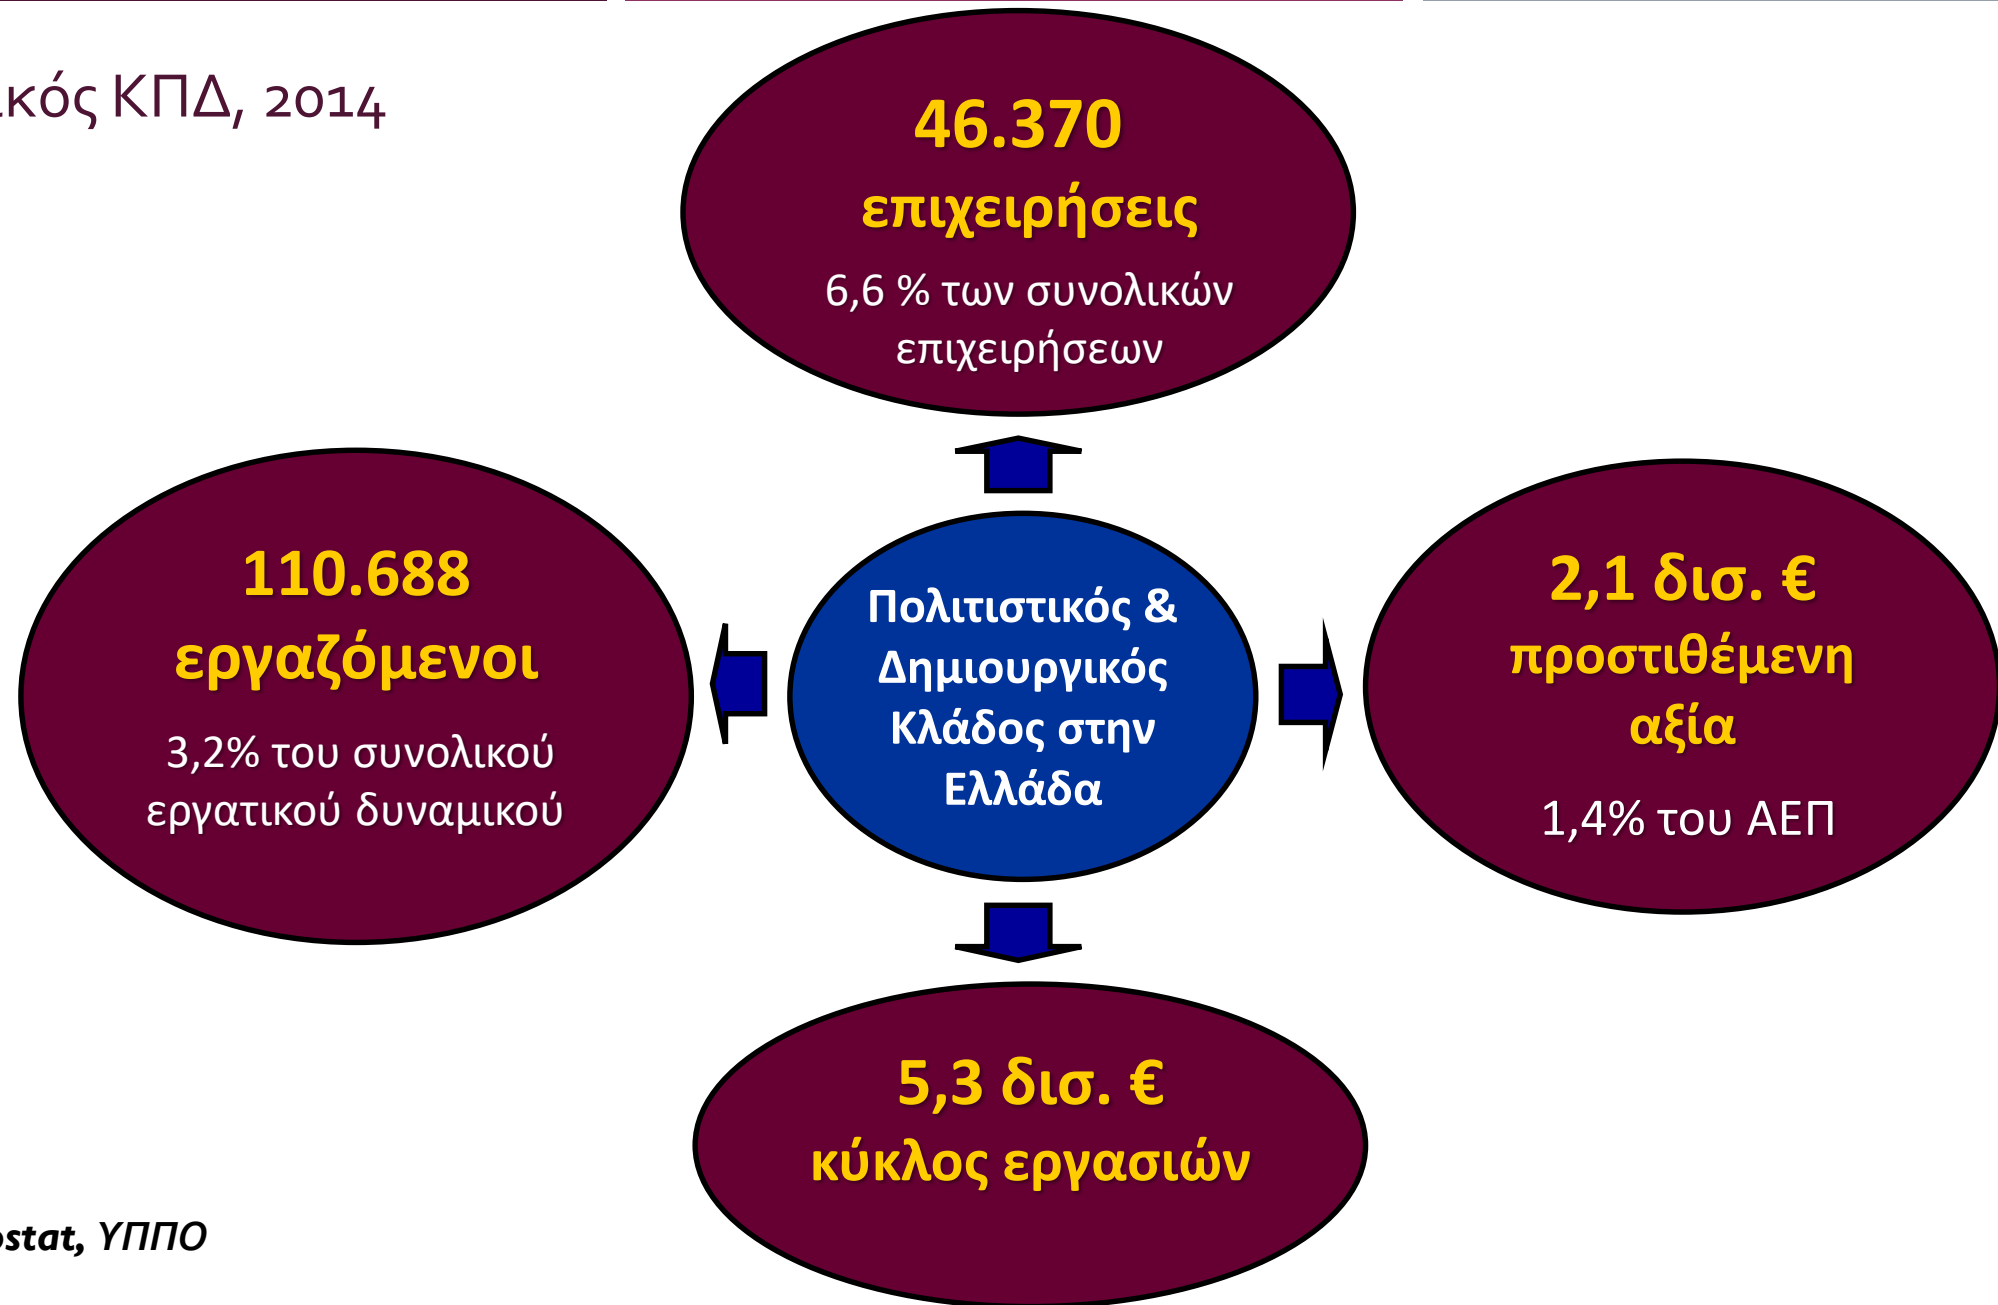 ικός ΚΠΔ, 2014
46.370
επιχειρήσεις
6,6 % των συνολικών
επιχειρήσεων
110.688
εργαζόμενοι
3,2% του συνολικού
εργατικού δυναμικού
Πολιτιστικός &
Δημιουργικός
Κλάδος στην
Ελλάδα
2,1 δισ. €
προστιθέμενη
αξία
1,4% του ΑΕΠ
5,3 δισ. €
κύκλος εργασιών
ostat, ΥΠΠΟ